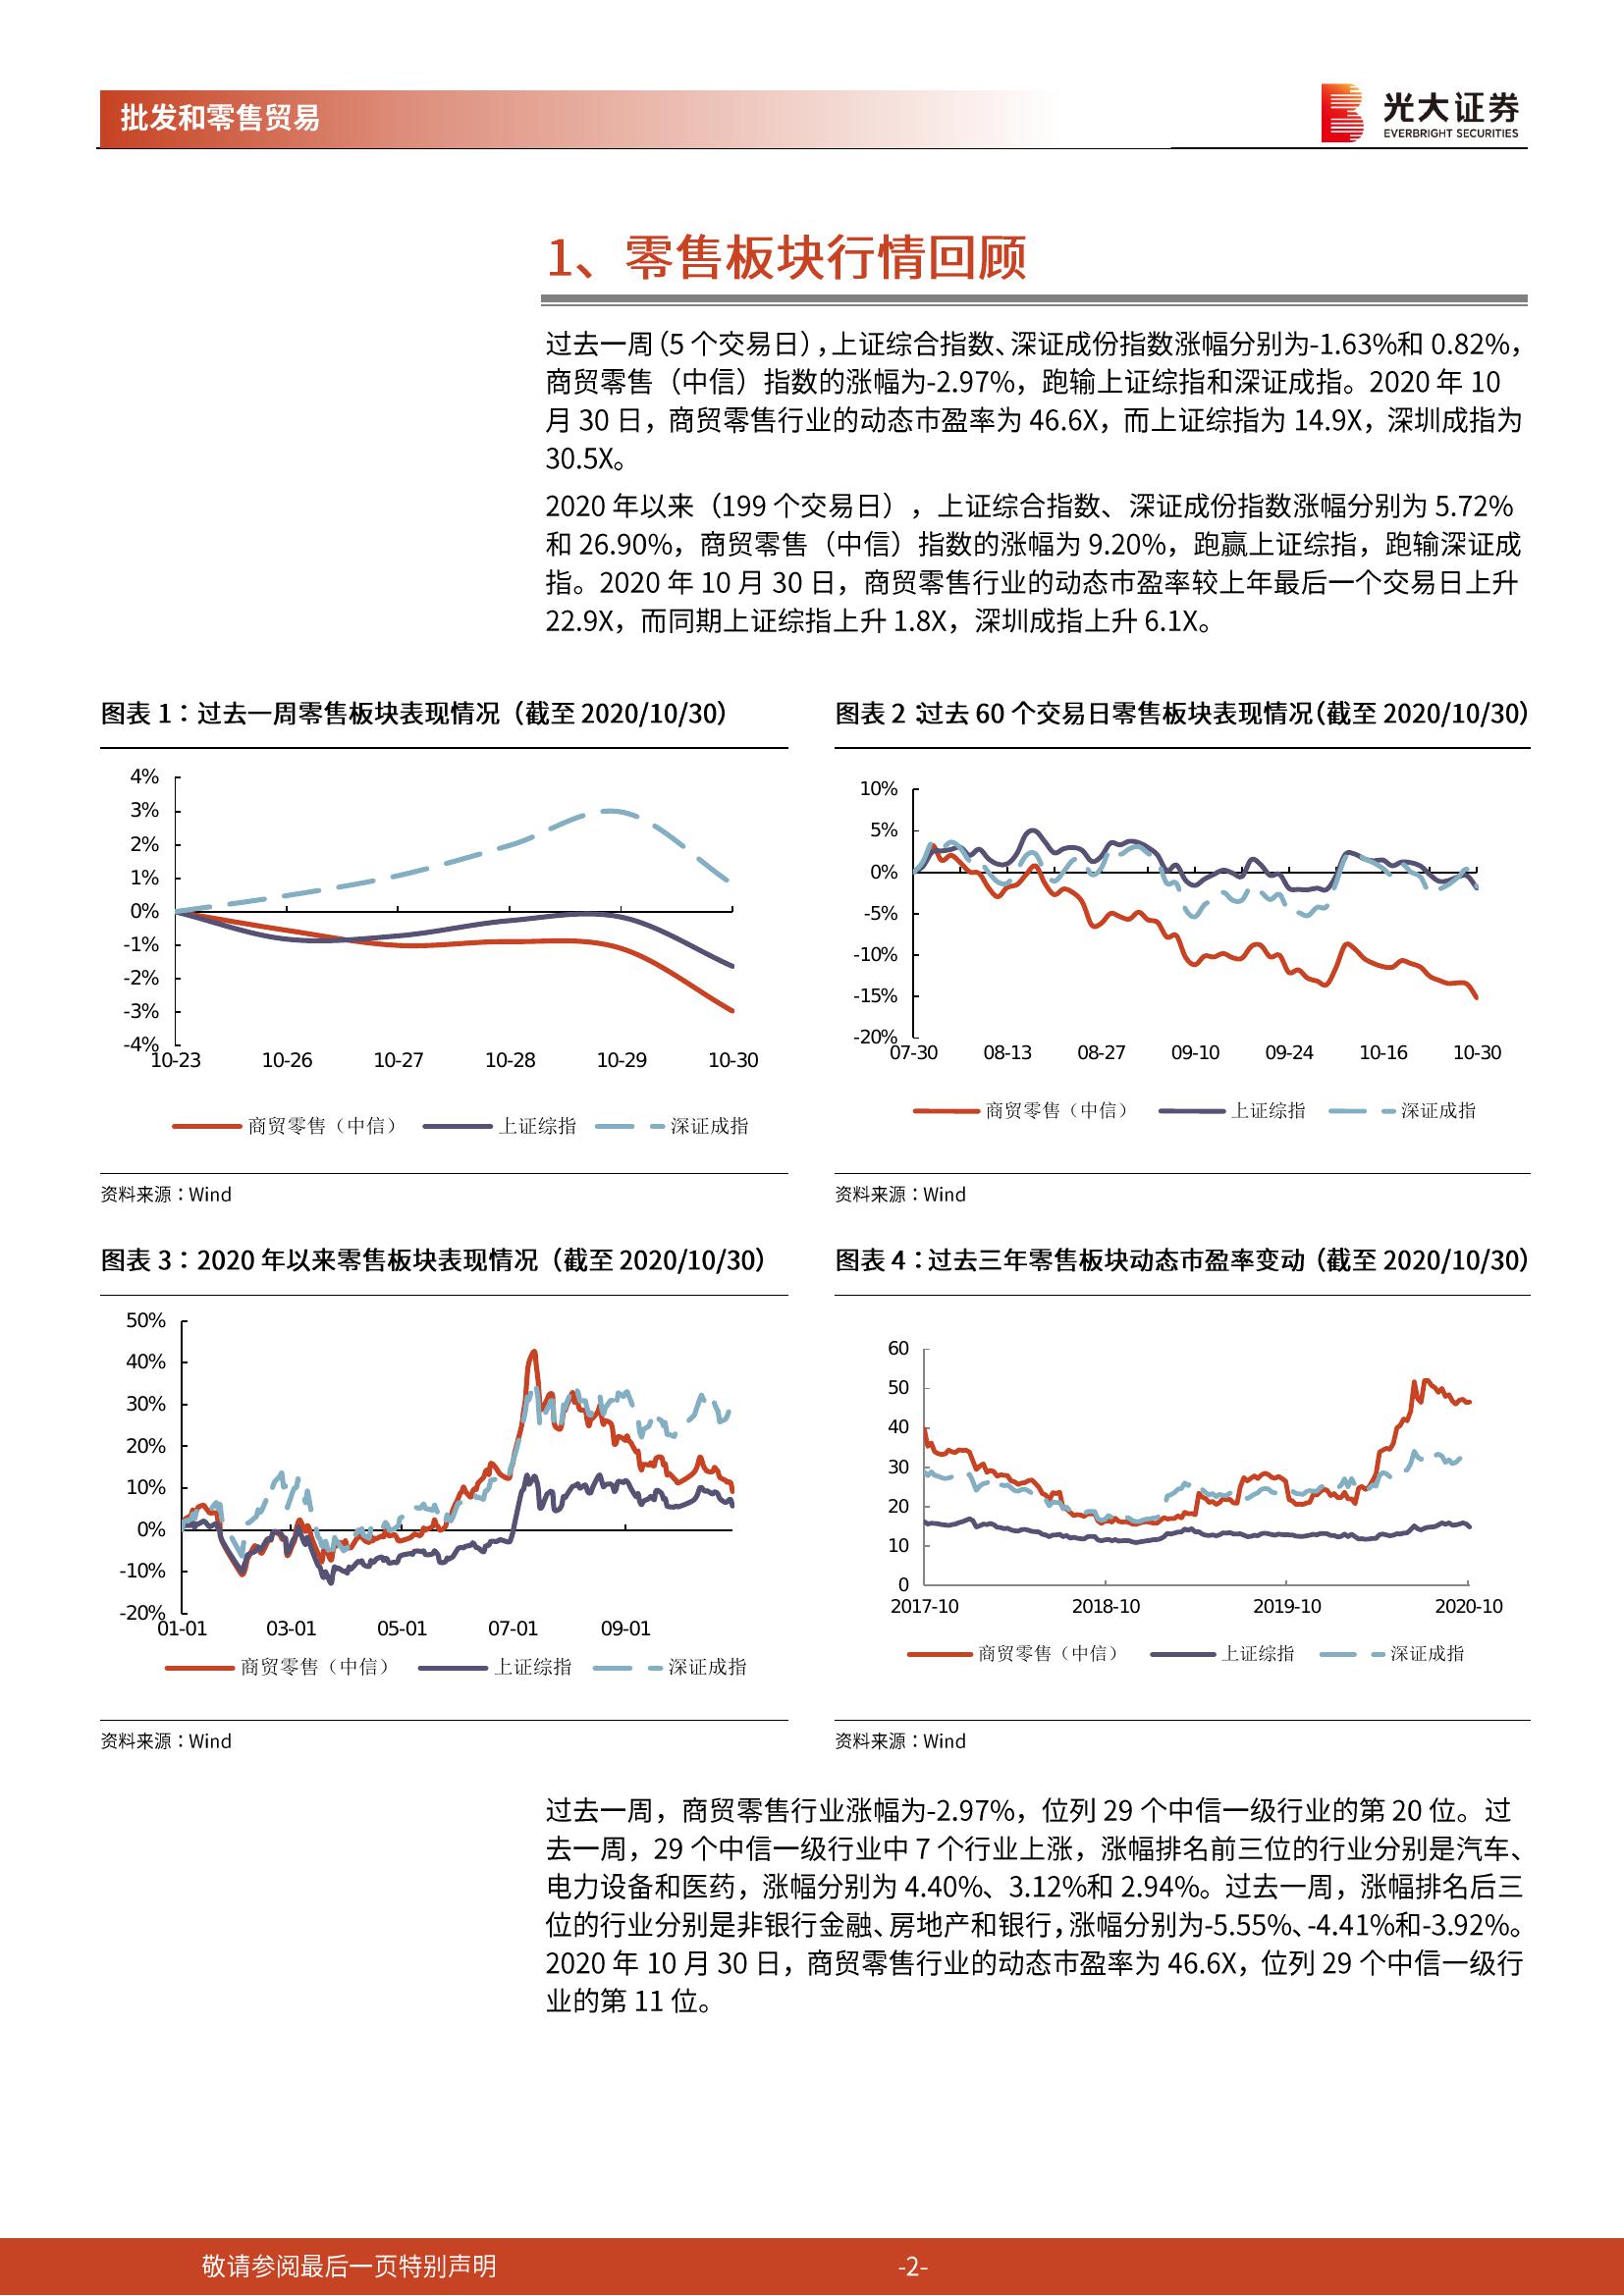 批发和零售贸易
光大证券
EVERBRIGHT SECURITIES
1、零售板块行情回顾
过去一周（5 个交易日），上证综合指数、深证成份指数涨幅分别为-1.63%和 0.82%，
商贸零售（中信）指数的涨幅为-2.97%，跑输上证综指和深证成指。2020 年 10
月 30 日，商贸零售行业的动态市盈率为 46.6X，而上证综指为 14.9X，深圳成指为
30.5X。
2020 年以来（199 个交易日），上证综合指数、深证成份指数涨幅分别为 5.72%
和 26.90%，商贸零售（中信）指数的涨幅为 9.20%，跑赢上证综指，跑输深证成
指。2020 年 10 月 30 日，商贸零售行业的动态市盈率较上年最后一个交易日上升
22.9X，而同期上证综指上升 1.8X，深圳成指上升 6.1X。
图表 1：过去一周零售板块表现情况（截至 2020/10/30）
4%
3%
2%
1%
0%
-1%
-2%
-3%
-4%
10-23 10-26 10-27 10-28 10-29 10-30
商贸零售（中信） 上证综指 深证成指
资料来源：Wind
图表 2：过去 60 个交易日零售板块表现情况（截至 2020/10/30）
10%
5%
0%
-5%
-10%
-15%
-20%
07-30 08-13 08-27 09-10 09-24 10-16 10-30
商贸零售（中信） 上证综指 深证成指
资料来源：Wind
图表 3：2020 年以来零售板块表现情况（截至 2020/10/30）
50%
40%
30%
20%
10%
0%
-10%
-20%
01-01 03-01 05-01 07-01 09-01
商贸零售（中信） 上证综指 深证成指
资料来源：Wind
图表 4：过去三年零售板块动态市盈率变动（截至 2020/10/30）
60
50
40
30
20
10
0
2017-10 2018-10 2019-10 2020-10
商贸零售（中信） 上证综指 深证成指
资料来源：Wind
过去一周，商贸零售行业涨幅为-2.97%，位列 29 个中信一级行业的第 20 位。过
去一周，29 个中信一级行业中 7 个行业上涨，涨幅排名前三位的行业分别是汽车、
电力设备和医药，涨幅分别为 4.40%、3.12%和 2.94%。过去一周，涨幅排名后三
位的行业分别是非银行金融、房地产和银行，涨幅分别为-5.55%、-4.41%和-3.92%。
2020 年 10 月 30 日，商贸零售行业的动态市盈率为 46.6X，位列 29 个中信一级行
业的第 11 位。
敬请参阅最后一页特别声明
-2-